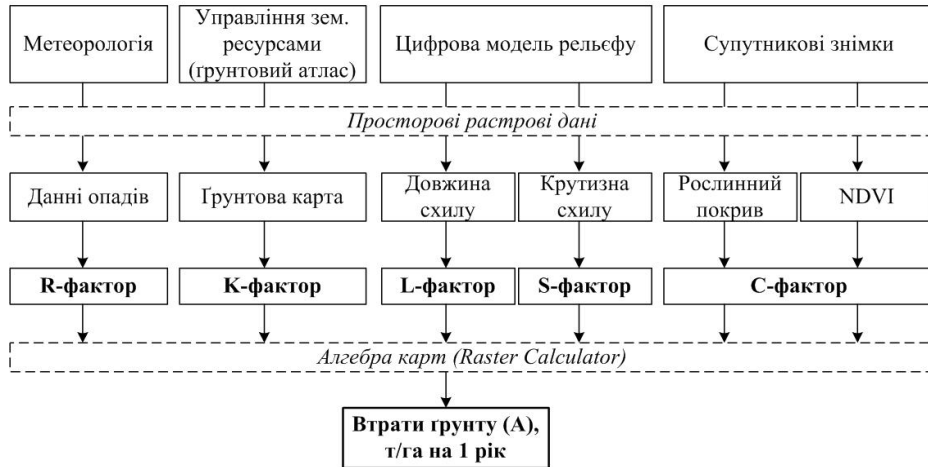 Метеорологія
Управління зем.
ресурсами
(ґрунтовий атлас)
Цифрова модель рельєфу
Супутникові знімки
Просторові растрові дані
Данні опадів
Ґрунтова карта
Довжина
схилу
Крутизна
схилу
Рослинний
покрив
NDVI
R-фактор
K-фактор
L-фактор
S-фактор
C-фактор
Алгебра карт (Raster Calculator)
Втрати ґрунту (А),
т/га на 1 рік